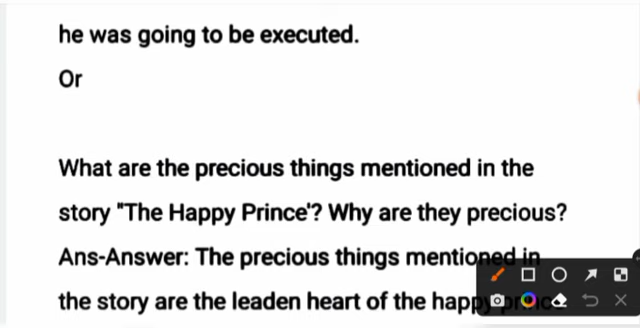 he was going to be executed.
Or
What are the precious things mentioned in the
story "The Happy Prince'? Why are they precious?
Ans-Answer: The precious things mentioned in
the story are the leaden heart of the happy prince